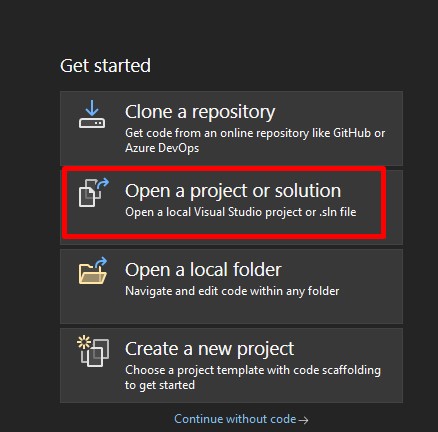 Get started
Clone a repository
Get code from an online repository like GitHub or
Azure DevOps
Open a project or solution
Open a local Visual Studio project or .sln file
Open a local folder
Navigate and edit code within any folder
Create a new project
Choose a project template with code scaffolding
to get started
Continue without code →